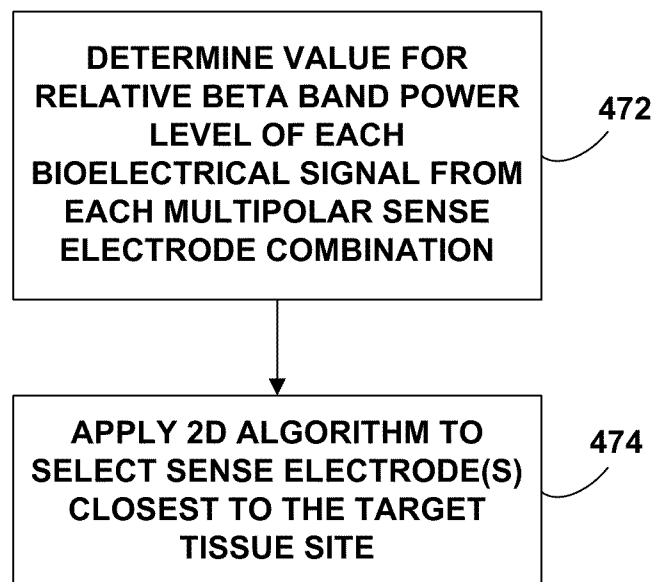 DETERMINE VALUE FOR
RELATIVE BETA BAND POWER
LEVEL OF EACH
BIOELECTRICAL SIGNAL FROM
EACH MULTIPOLAR SENSE
ELECTRODE COMBINATION
472
APPLY 2D ALGORITHM TO
SELECT SENSE ELECTRODE(S)
CLOSEST TO THE TARGET
TISSUE SITE
474